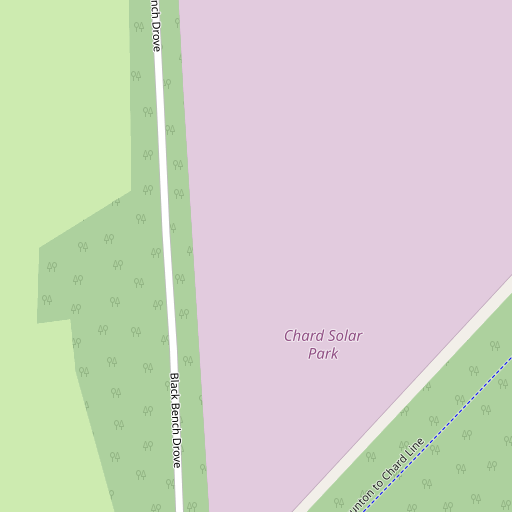 nch Drove
Chard Solar
Park
Black Bench Drove
unton to Chard Line